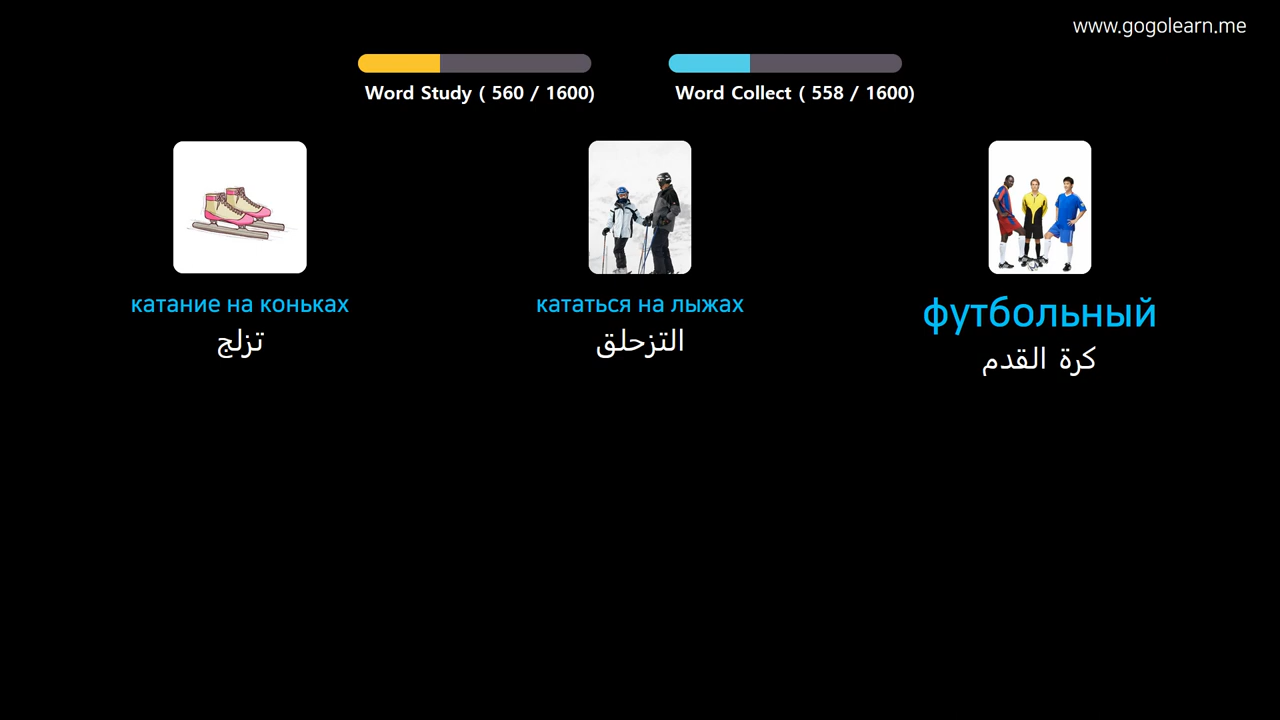 www.gogolearn.me
Word Study ( 560 / 1600)
Word Collect ( 558 / 1600)
катание на коньках
تزلج
кататься на лыжах
التزحلق
футбольный
كرة القدم